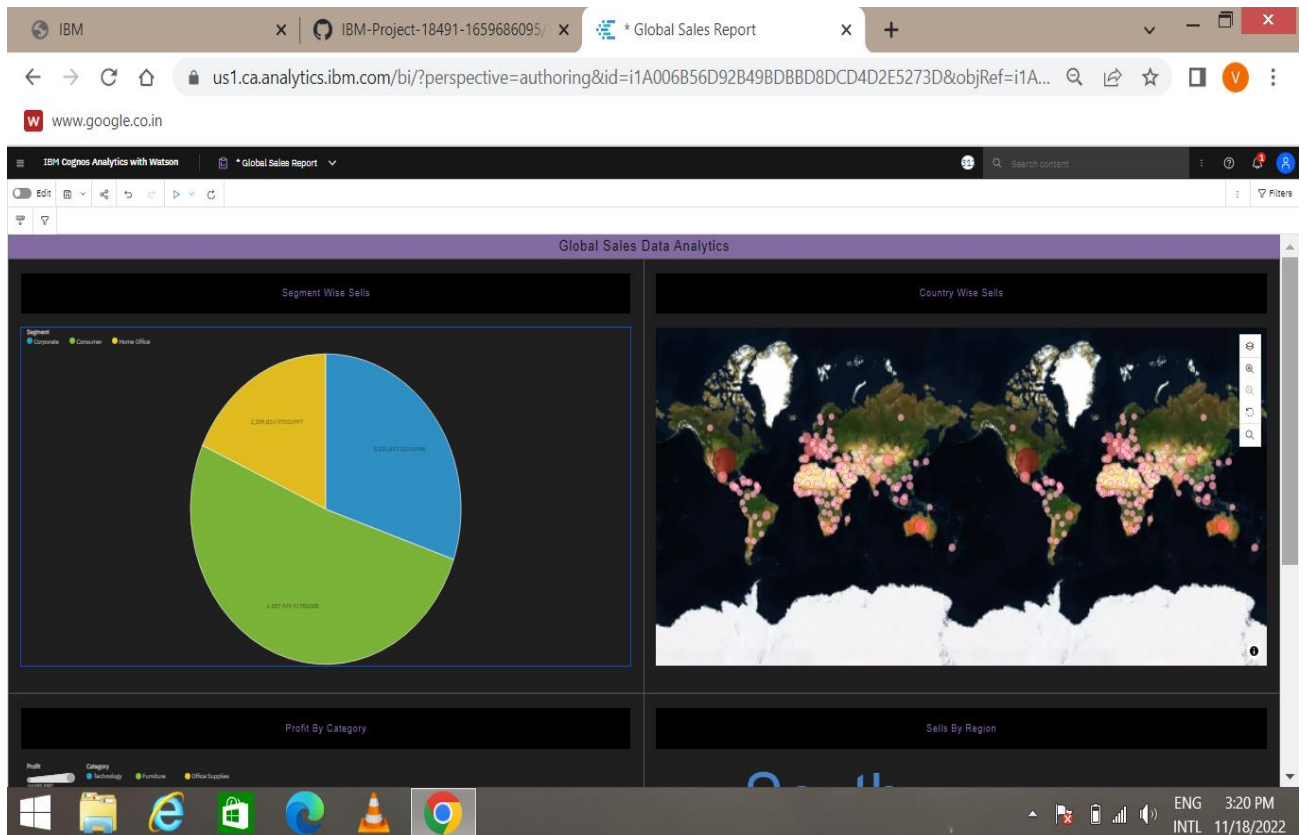 IBM
IBM-Project-18491-1659686095/
* Global Sales Report
us1.ca.analytics.ibm.com/bi/?perspective=authoring&id=i1A006B56D92B49BDBBD8DCD4D2E5273D&objRef=i1A...
V
W www.google.co.in
IBM Cognos Analytics with Watson
* Global Sales Report
Search content
1
Edit
Filters
Global Sales Data Analytics
Segment Wise Sells
Country Wise Sells
Segment
Corporate Consumer Home Office
Profit By Category
Sells By Region
Profit
Category
Technology Furniture Office Supplies
ENG 3:20 PM
INTL 11/18/2022